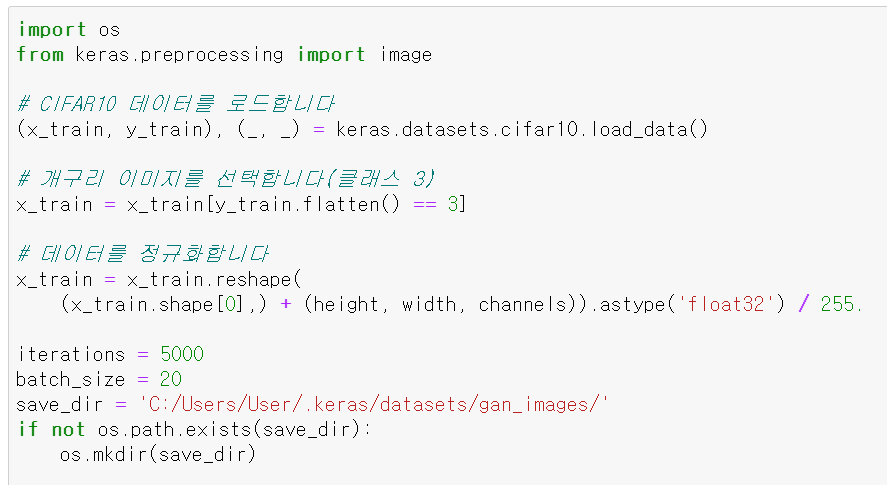 import os
from keras.preprocessing import image
# CIFAR10 데이터를 로드합니다
(x_train, y_train), (_, _) = keras.datasets.cifar10.load_data()
# 개구리 이미지를 선택합니다(클래스 3)
x_train = x_train[y_train.flatten() == 3]
# 데이터를 정규화합니다
x_train = x_train.reshape(
    (x_train.shape[0],) + (height, width, channels)).astype('float32') / 255.
iterations = 5000
batch_size = 20
save_dir = 'C:/Users/User/.keras/datasets/gan_images/'
if not os.path.exists(save_dir):
    os.mkdir(save_dir)